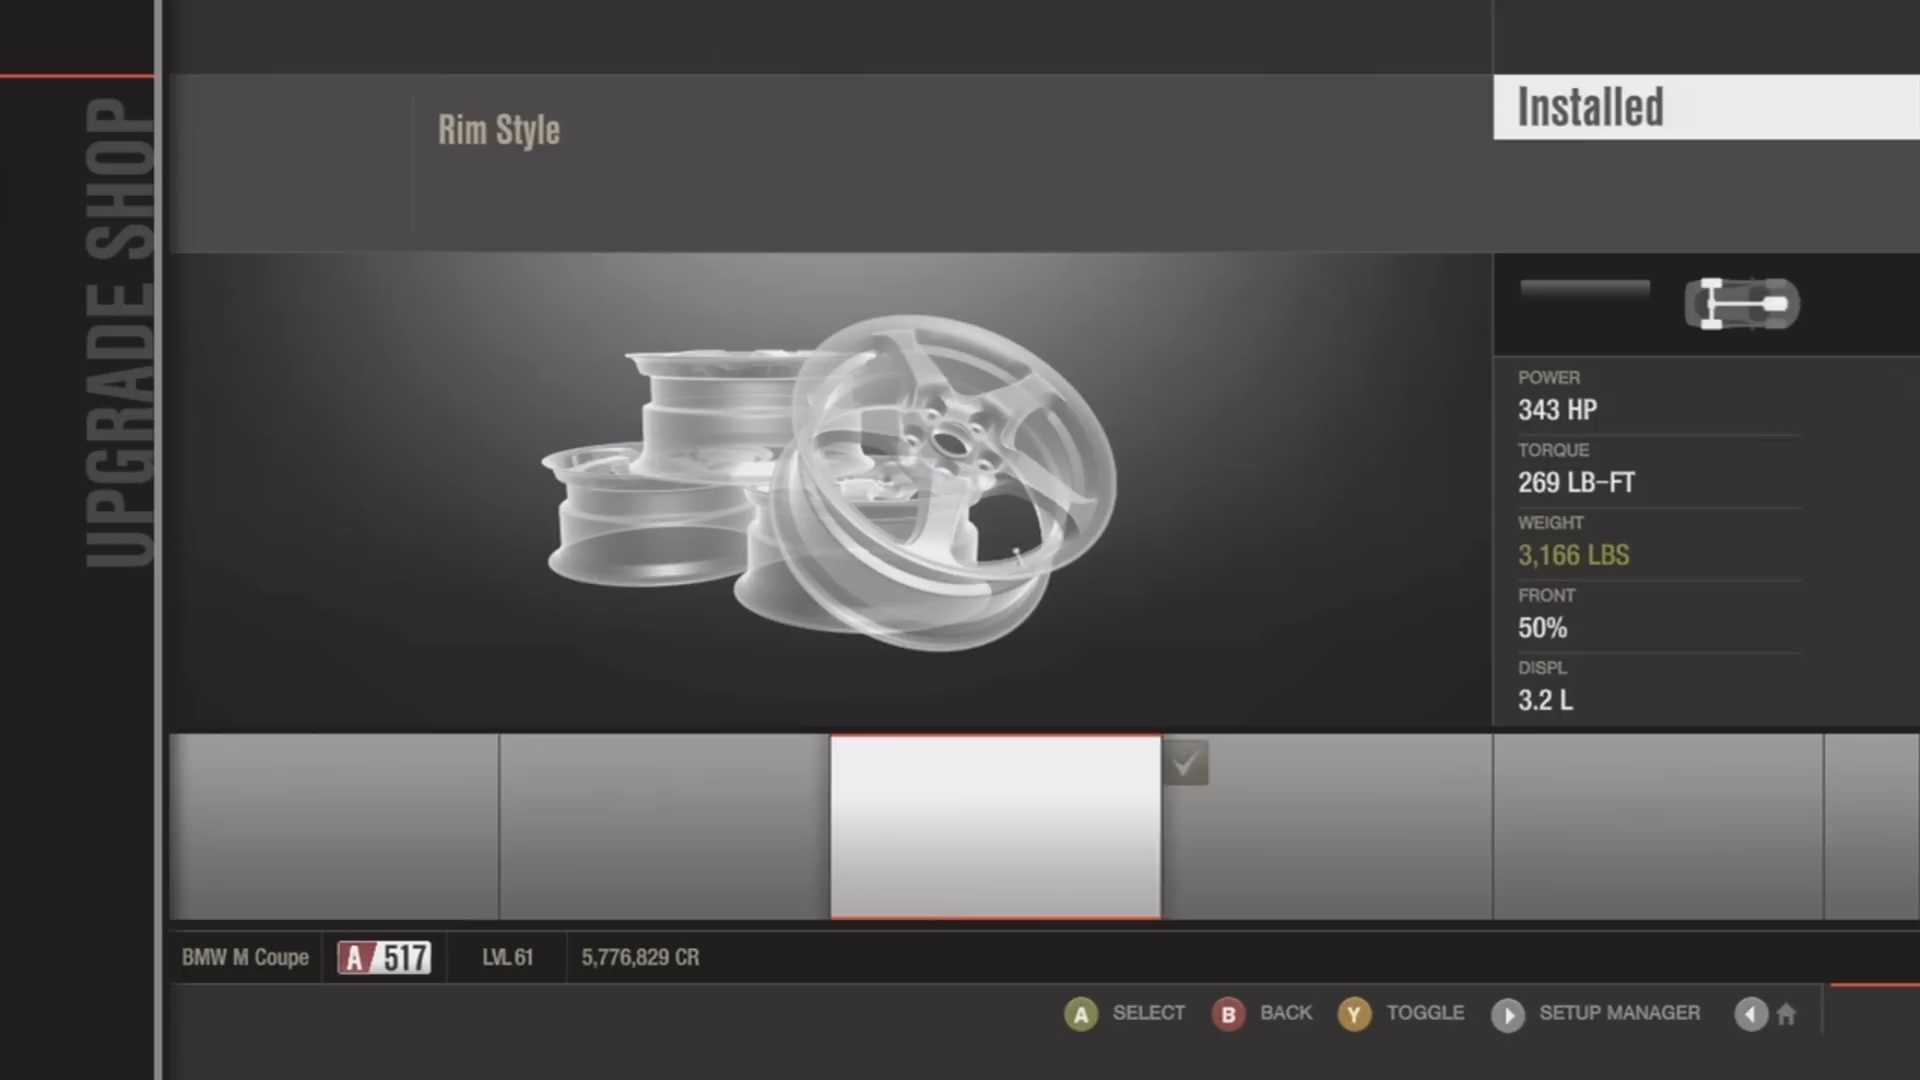 UPGRADE SHOP
Rim Style
Installed
POWER
343 HP
TORQUE
269 LB-FT
WEIGHT
3,166 LBS
FRONT
50%
DISPL
3.2 L
BMW M Coupe
A 517
LVL 61
5,776,829 CR
A SELECT B BACK Y TOGGLE SETUP MANAGER